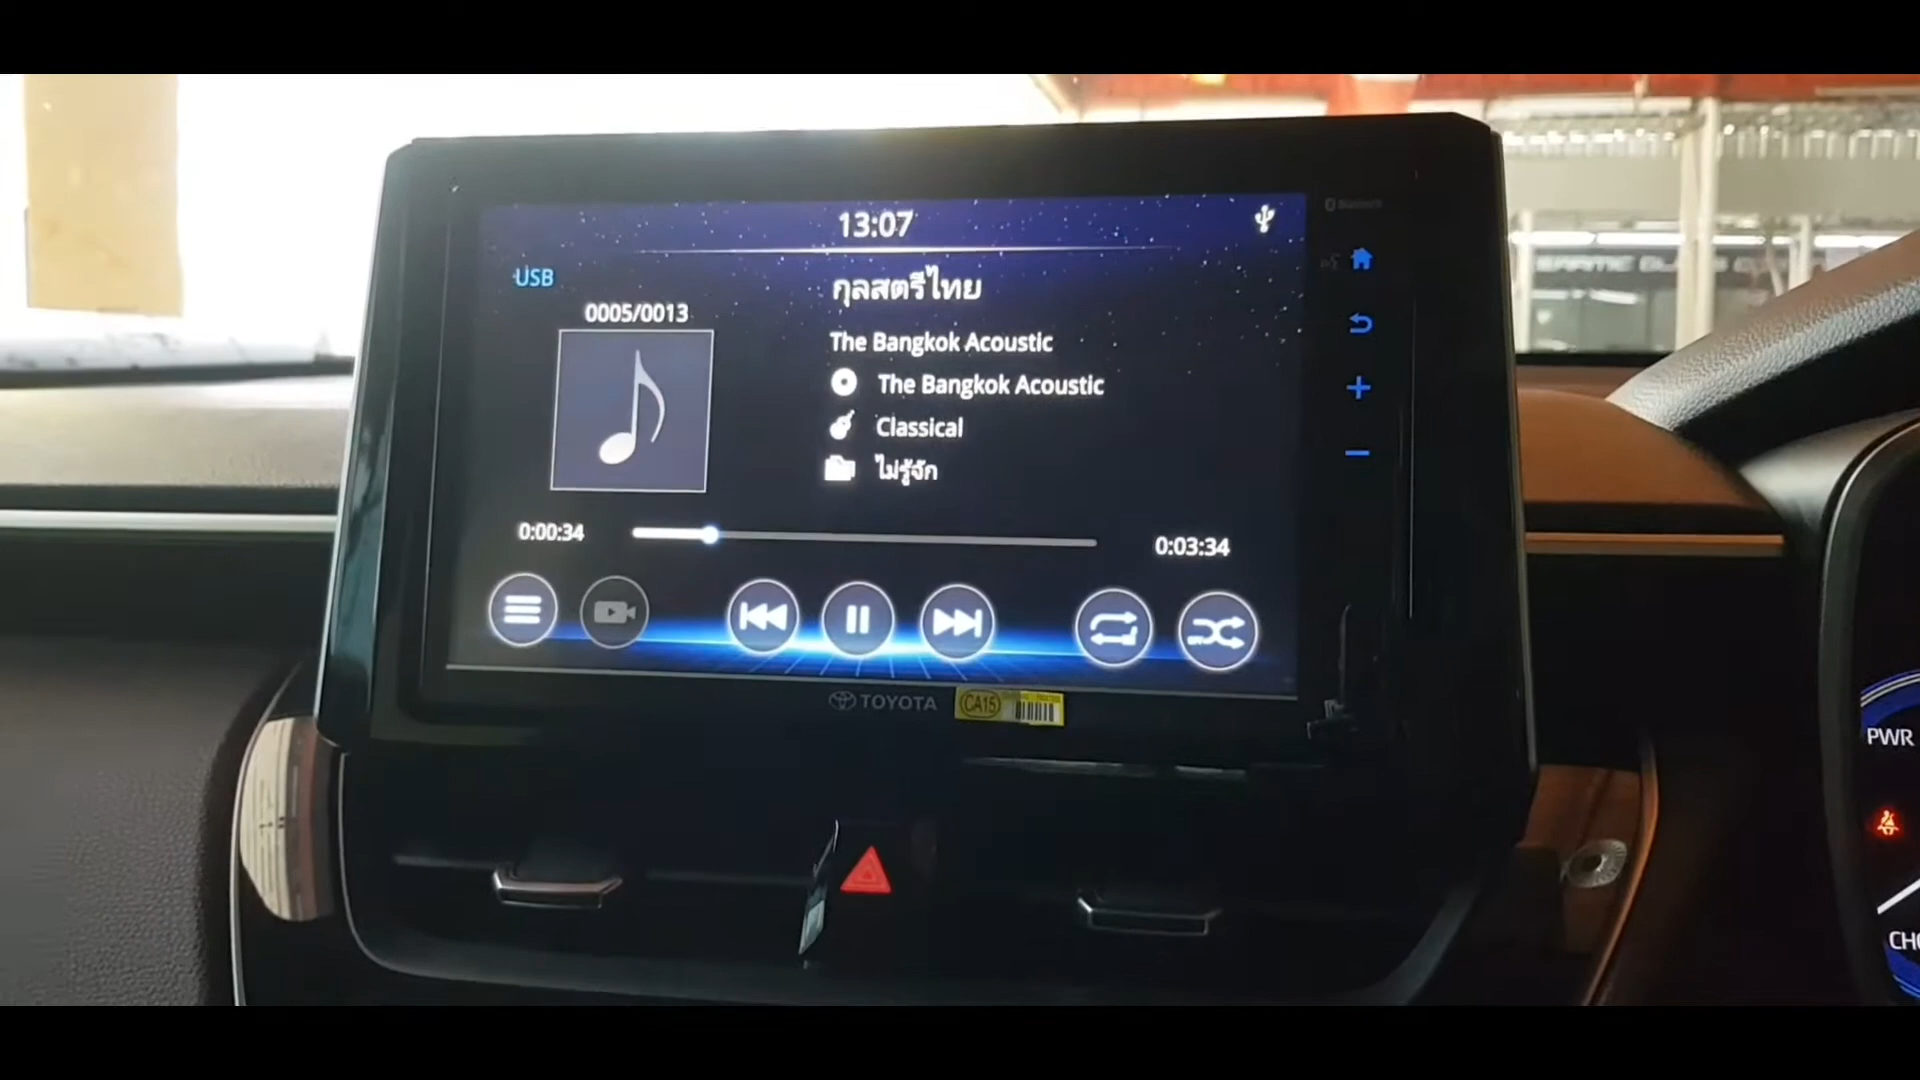 13:07
USB
0005/0013
กุลสตรีไทย
The Bangkok Acoustic
The Bangkok Acoustic
Classical
ไม่รู้จัก
0:00:34
0:03:34
TOYOTA
CA15
Bluetooth
PWR